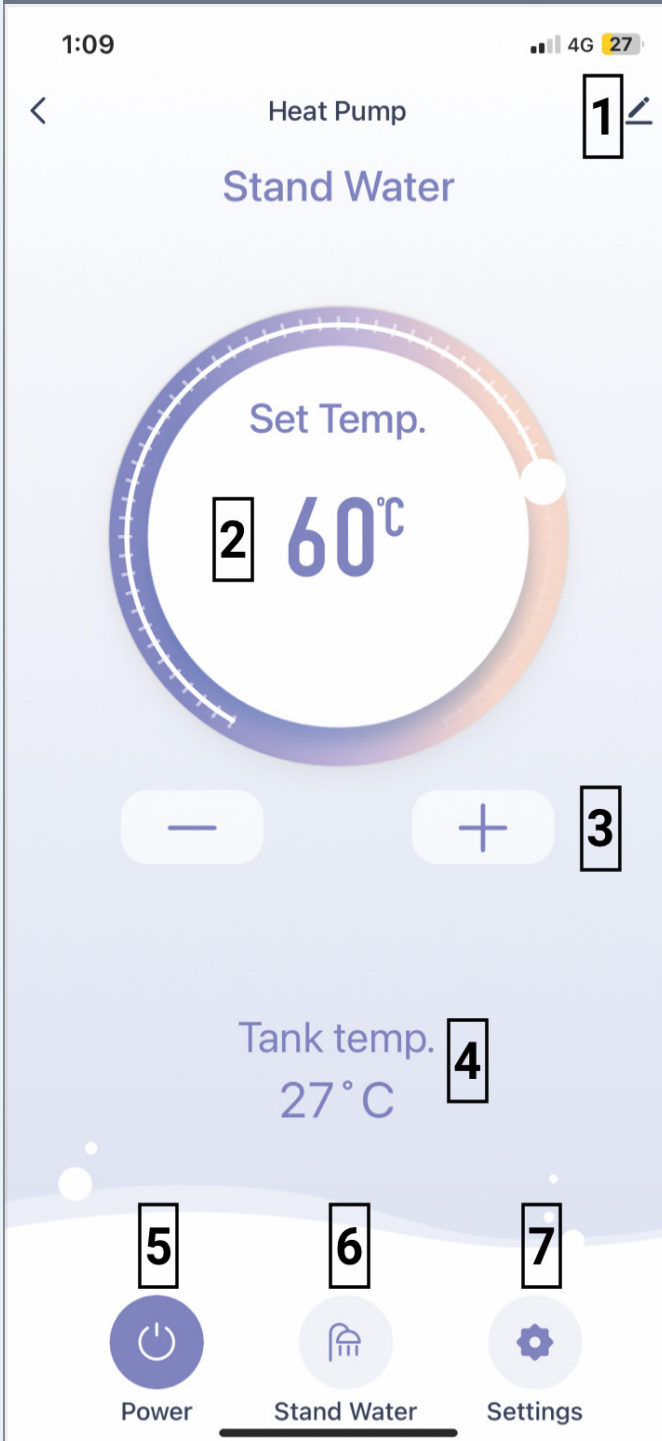 1:09 4G 27
Heat Pump 1
Stand Water
Set Temp.
2 60°C
3
Tank temp. 4
27°C
5 6 7
Power Stand Water Settings